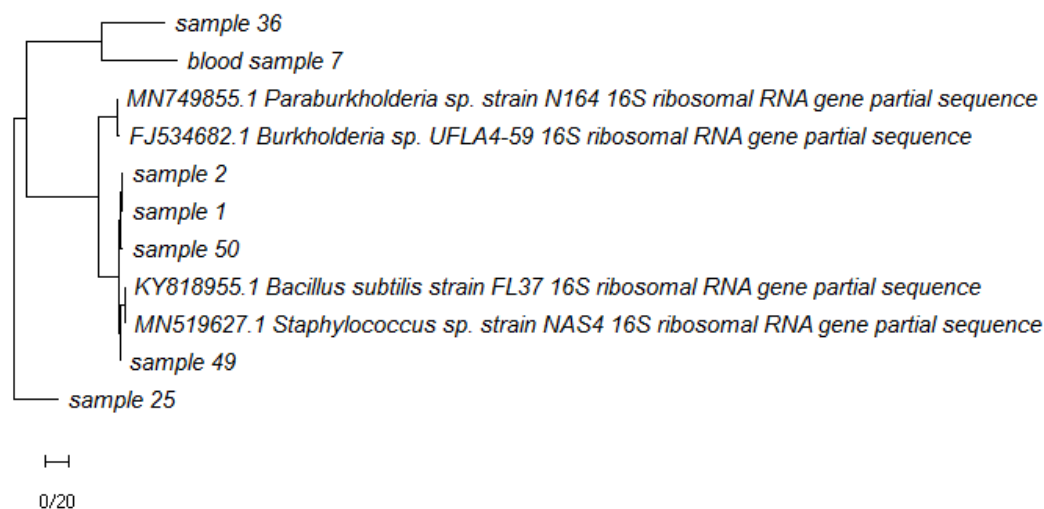 sample 36
blood sample 7
MN749855.1 Paraburkholderia sp. strain N164 16S ribosomal RNA gene partial sequence
FJ534682.1 Burkholderia sp. UFLA4-59 16S ribosomal RNA gene partial sequence
sample 2
sample 1
sample 50
KY818955.1 Bacillus subtilis strain FL37 16S ribosomal RNA gene partial sequence
MN519627.1 Staphylococcus sp. strain NAS4 16S ribosomal RNA gene partial sequence
sample 49
sample 25
0/20